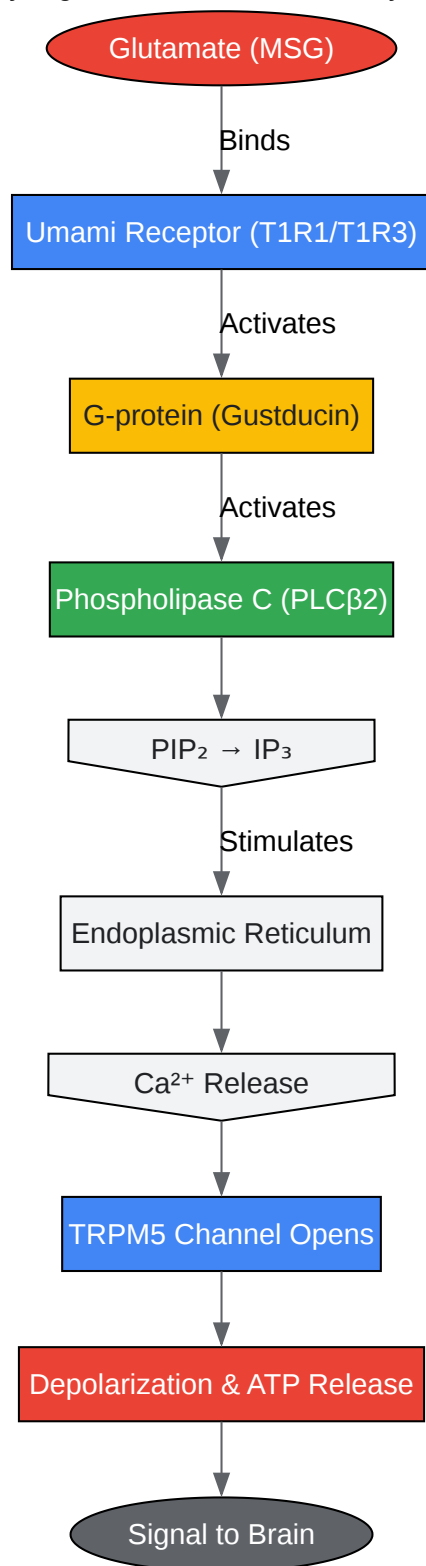 Glutamate (MSG)
Binds
Umami Receptor (T1R1/T1R3)
Activates
G-protein (Gustducin)
Activates
Phospholipase C (PLCβ2)
PIP₂ → IP₃
Stimulates
Endoplasmic Reticulum
Ca²⁺ Release
TRPM5 Channel Opens
Depolarization & ATP Release
Signal to Brain